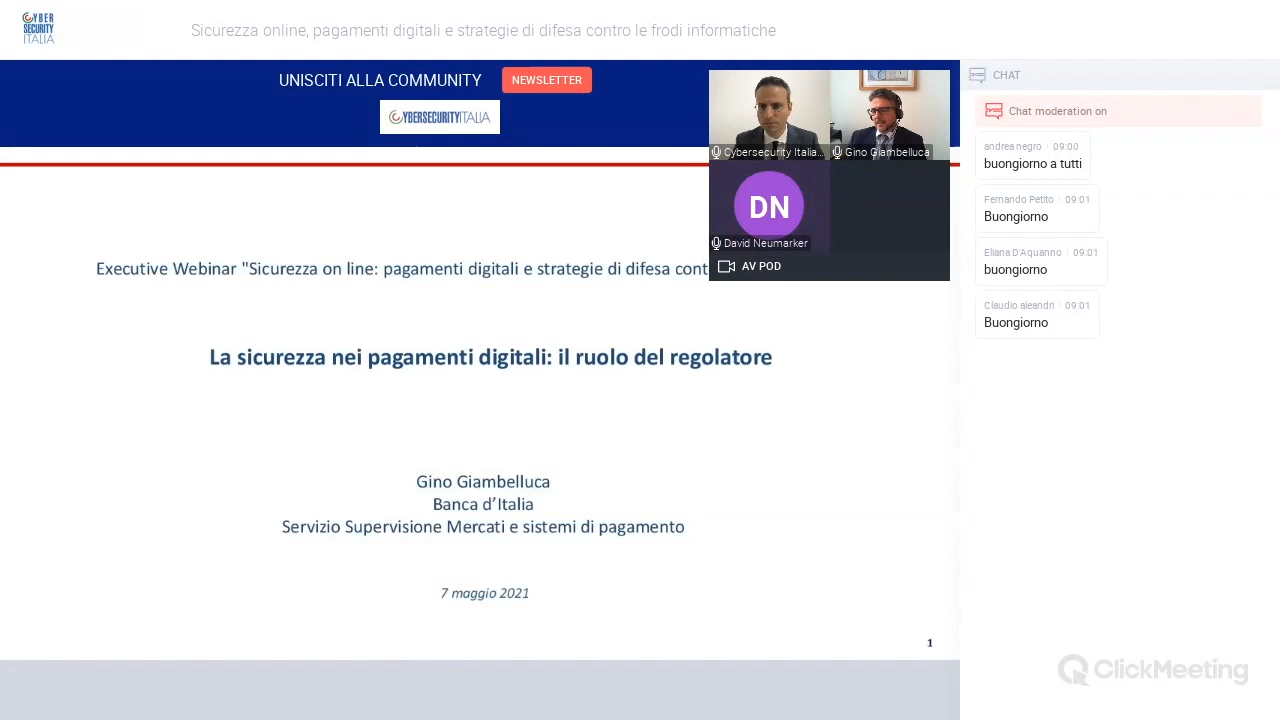 CYBER
SECURITY
ITALIA
Sicurezza online, pagamenti digitali e strategie di difesa contro le frodi informatiche
UNISCITI ALLA COMMUNITY
NEWSLETTER
CYBERSECURITYITALIA
Cybersecurity Italia...
Gino Giambelluca
DN
David Neumarker
AV POD
Executive Webinar "Sicurezza on line: pagamenti digitali e strategie di difesa cont
La sicurezza nei pagamenti digitali: il ruolo del regolatore
Gino Giambelluca
Banca d’Italia
Servizio Supervisione Mercati e sistemi di pagamento
7 maggio 2021
1
CHAT
Chat moderation on
andrea negro 09:00
buongiorno a tutti
Fernando Petito 09:01
Buongiorno
Eliana D'Aquanno 09:01
buongiorno
Claudio aleandri 09:01
Buongiorno
ClickMeeting